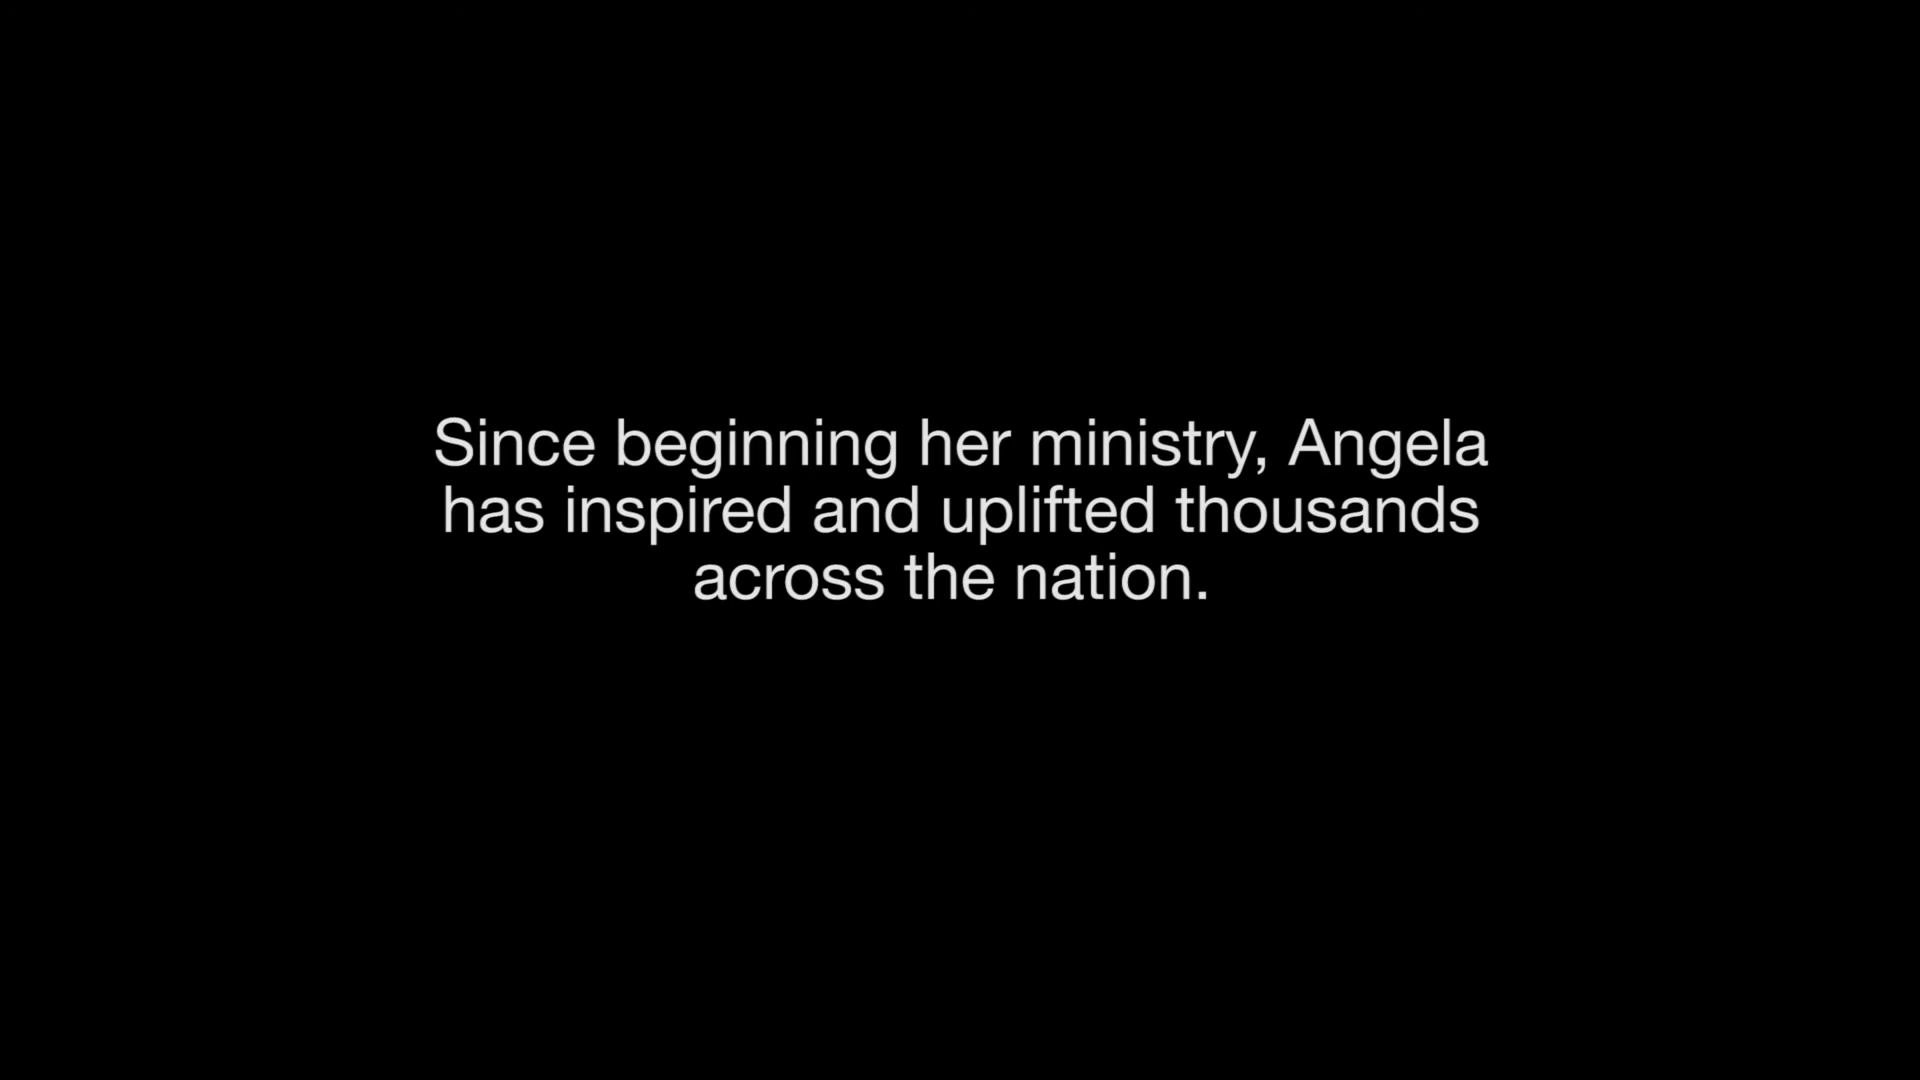 Since beginning her ministry, Angela
has inspired and uplifted thousands
across the nation.